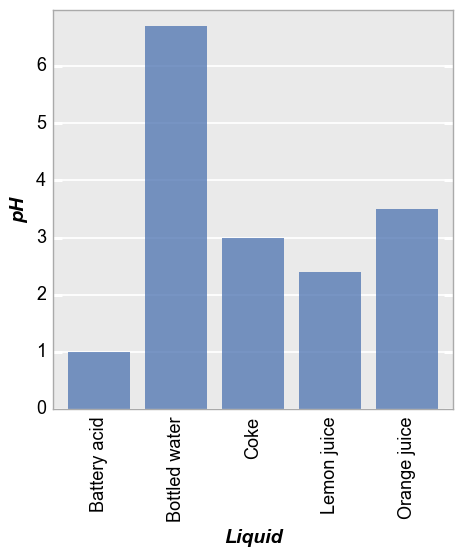 6
5
4
3
2
1
0
pH
Battery acid
Bottled water
Coke
Lemon juice
Orange juice
Liquid